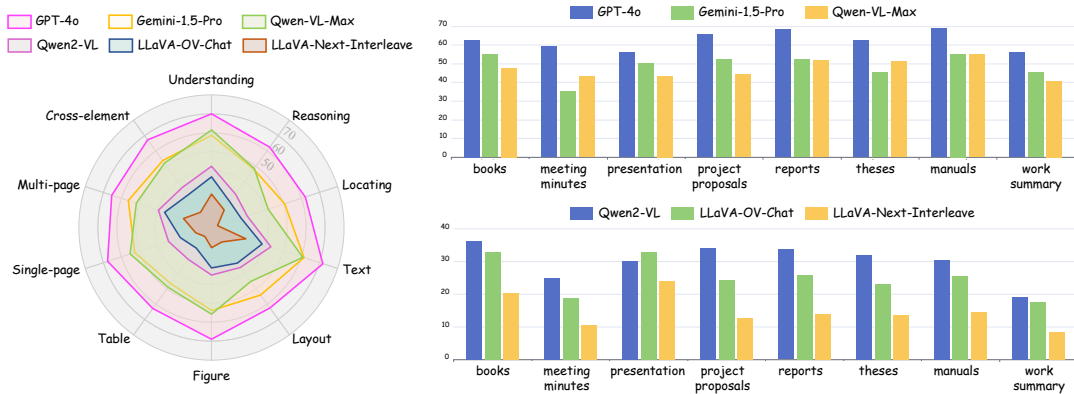 GPT-4o Gemini-1.5-Pro Qwen-VL-Max
Qwen2-VL LLaVA-OV-Chat LLaVA-Next-Interleave
Understanding
Cross-element Reasoning
70
60
50
Multi-page Locating
Single-page Text
Table Layout
Figure
GPT-4o Gemini-1.5-Pro Qwen-VL-Max
70
60
50
40
30
20
10
0
books meeting presentation project reports theses manuals work
minutes proposals summary
Qwen2-VL LLaVA-OV-Chat LLaVA-Next-Interleave
40
30
20
10
0
books meeting presentation project reports theses manuals work
minutes proposals summary